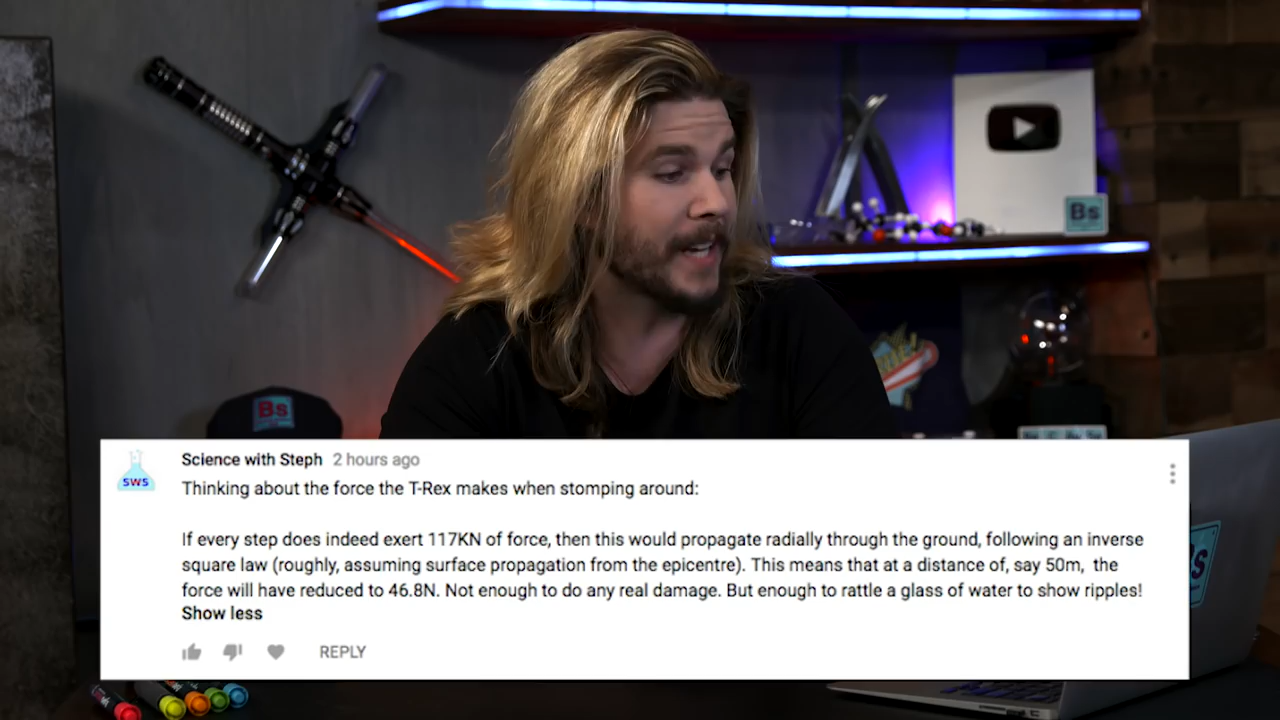 Bs
Bs
SWS
Science with Steph 2 hours ago
Thinking about the force the T-Rex makes when stomping around:
If every step does indeed exert 117KN of force, then this would propagate radially through the ground, following an inverse
square law (roughly, assuming surface propagation from the epicentre). This means that at a distance of, say 50m, the
force will have reduced to 46.8N. Not enough to do any real damage. But enough to rattle a glass of water to show ripples!
Show less
REPLY